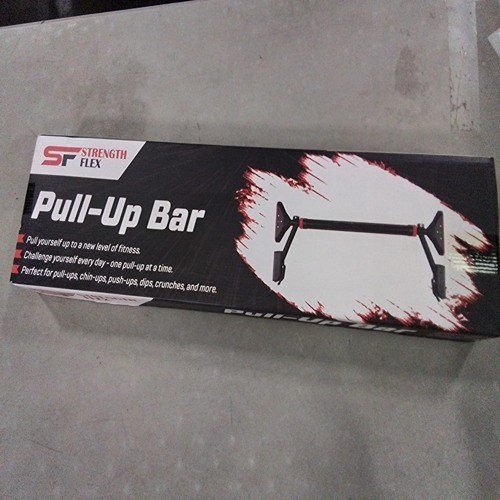 SF STRENGTH
FLEX
Pull-Up Bar
Pull yourself up to a new level of fitness.
Challenge yourself every day - one pull-up at a time.
Perfect for pull-ups, chin-ups, push-ups, dips, crunches, and more.
Pull-Up Bar